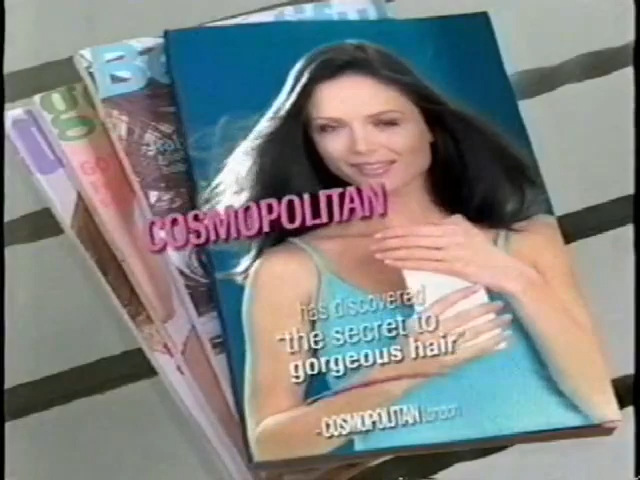 COSMOPOLITAN
has discovered
"the secret to
gorgeous hair"
- COSMOPOLITAN London